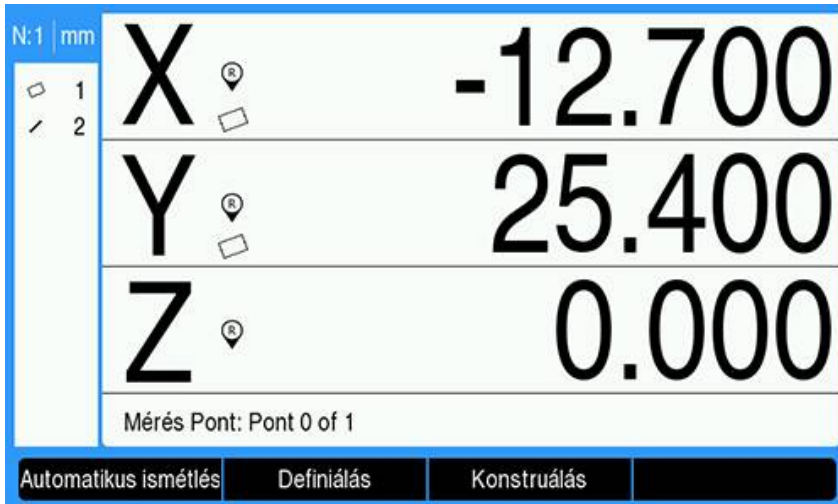 N:1 mm
1
2
X R -12.700
Y R 25.400
Z R 0.000
Mérés Pont: Pont 0 of 1
Automatikus ismétlés Definiálás Konstruálás